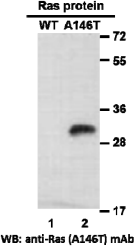 Ras protein
WT A146T
72
55
36
28
17
1 2
WB: anti-Ras (A146T) mAb